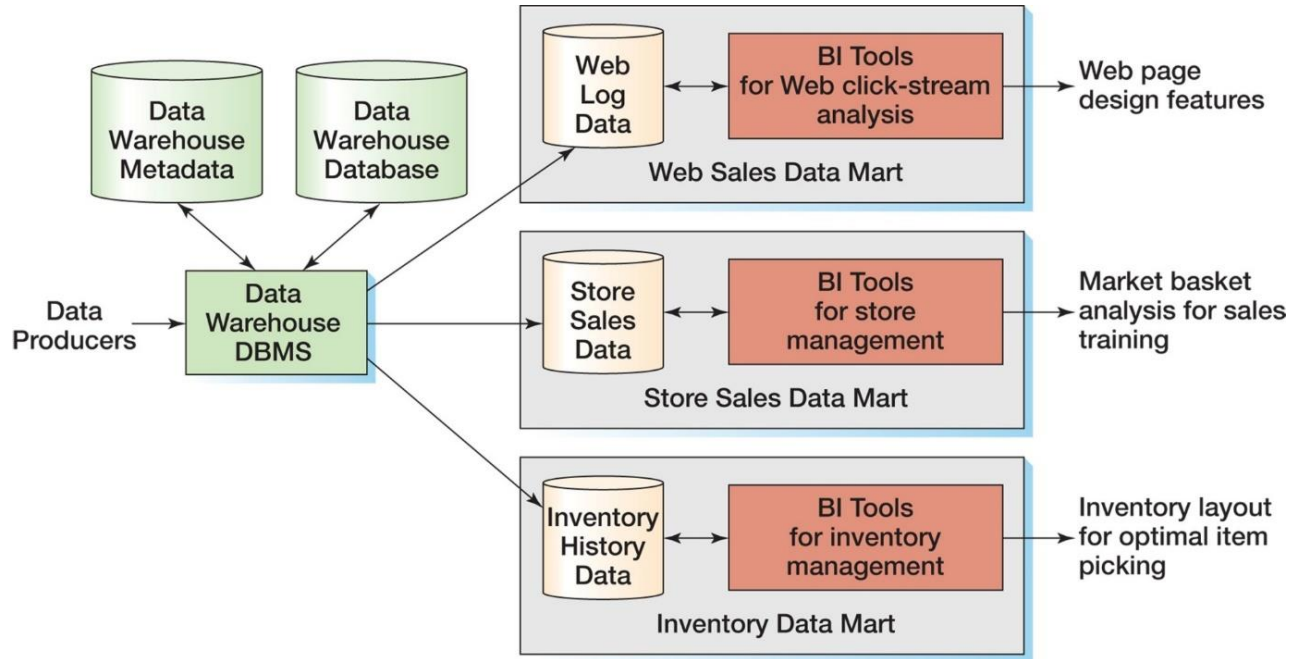 Data
Warehouse
Metadata
Data
Warehouse
Database
Data
Producers
Data
Warehouse
DBMS
Web
Log
Data
BI Tools
for Web click-stream
analysis
Web Sales Data Mart
Web page
design features
Store
Sales
Data
BI Tools
for store
management
Store Sales Data Mart
Market basket
analysis for sales
training
Inventory
History
Data
BI Tools
for inventory
management
Inventory Data Mart
Inventory layout
for optimal item
picking